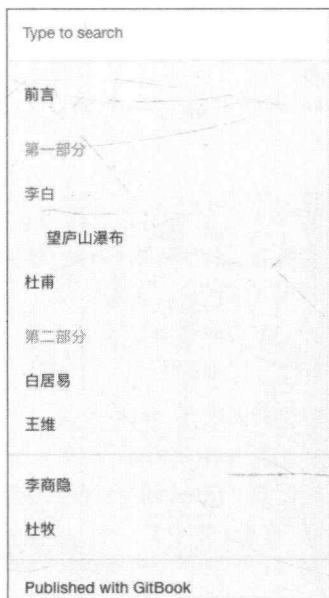 Type to search
前言
第一部分
李白
望庐山瀑布
杜甫
第二部分
白居易
王维
李商隐
杜牧
Published with GitBook